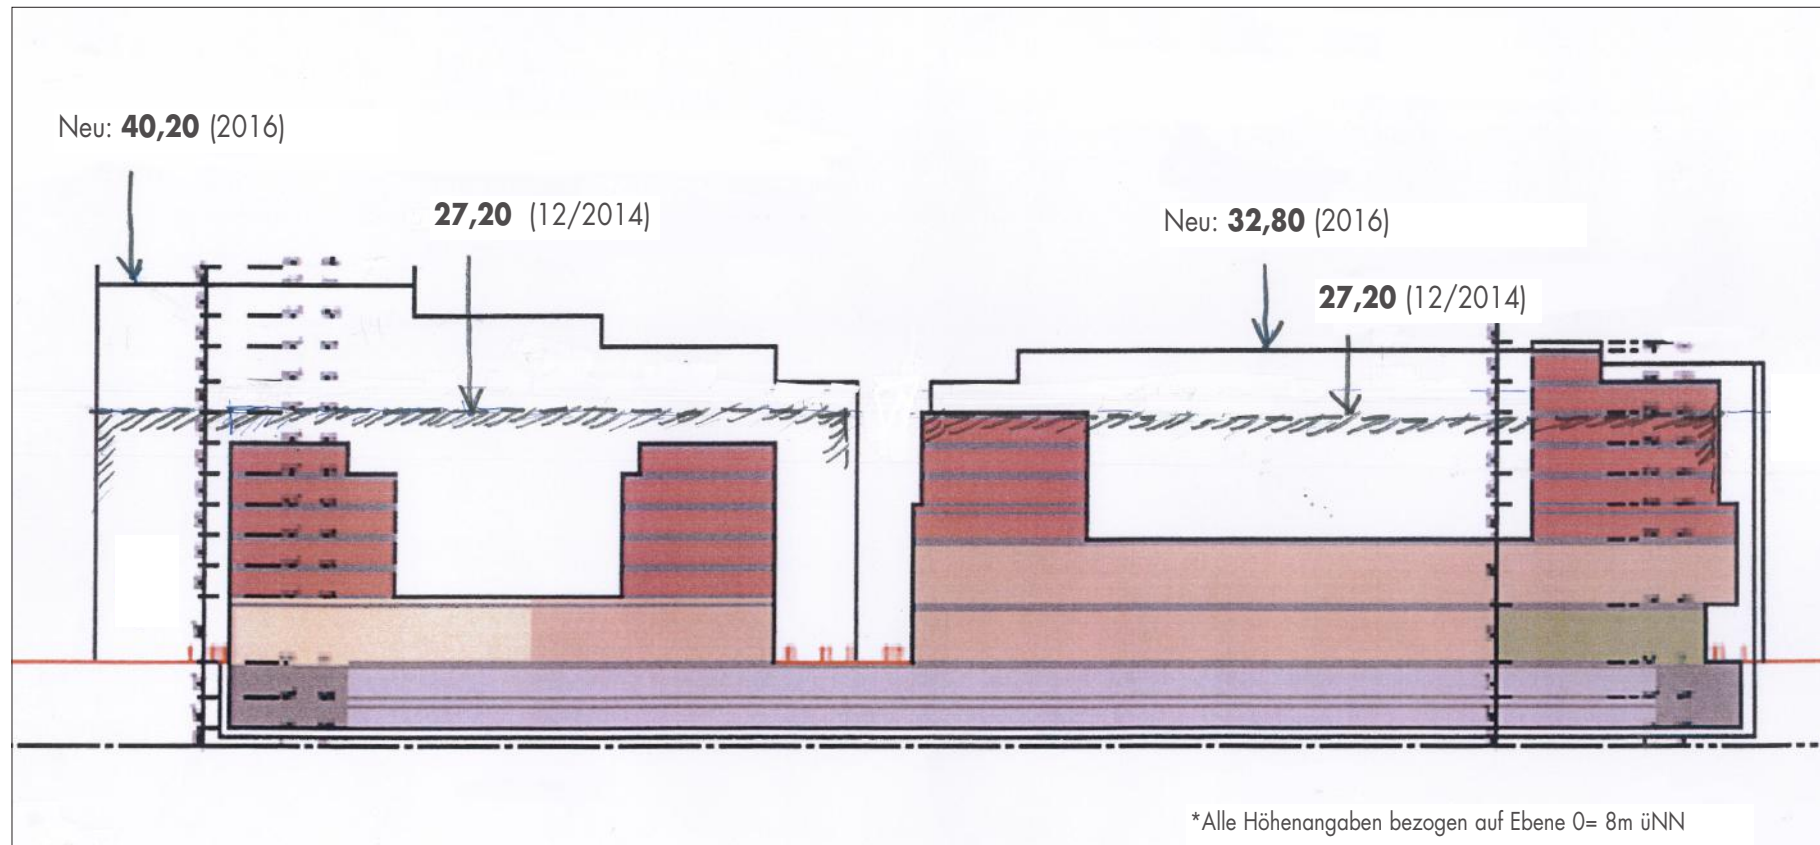 Neu: 40,20 (2016)
27,20 (12/2014)
Neu: 32,80 (2016)
27,20 (12/2014)
*Alle Höhenangaben bezogen auf Ebene 0= 8m üNN